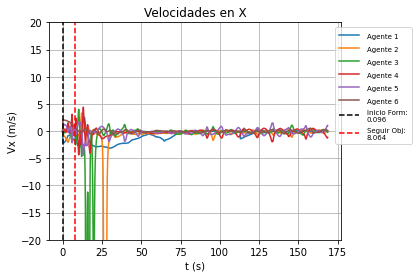 Velocidades en X
Vx (m/s)
20
15
10
5
0
−5
−10
−15
−20
0
25
50
75
100
125
150
175
t (s)
Agente 1
Agente 2
Agente 3
Agente 4
Agente 5
Agente 6
Inicio Form:
0.096
Seguir Obj:
8.064